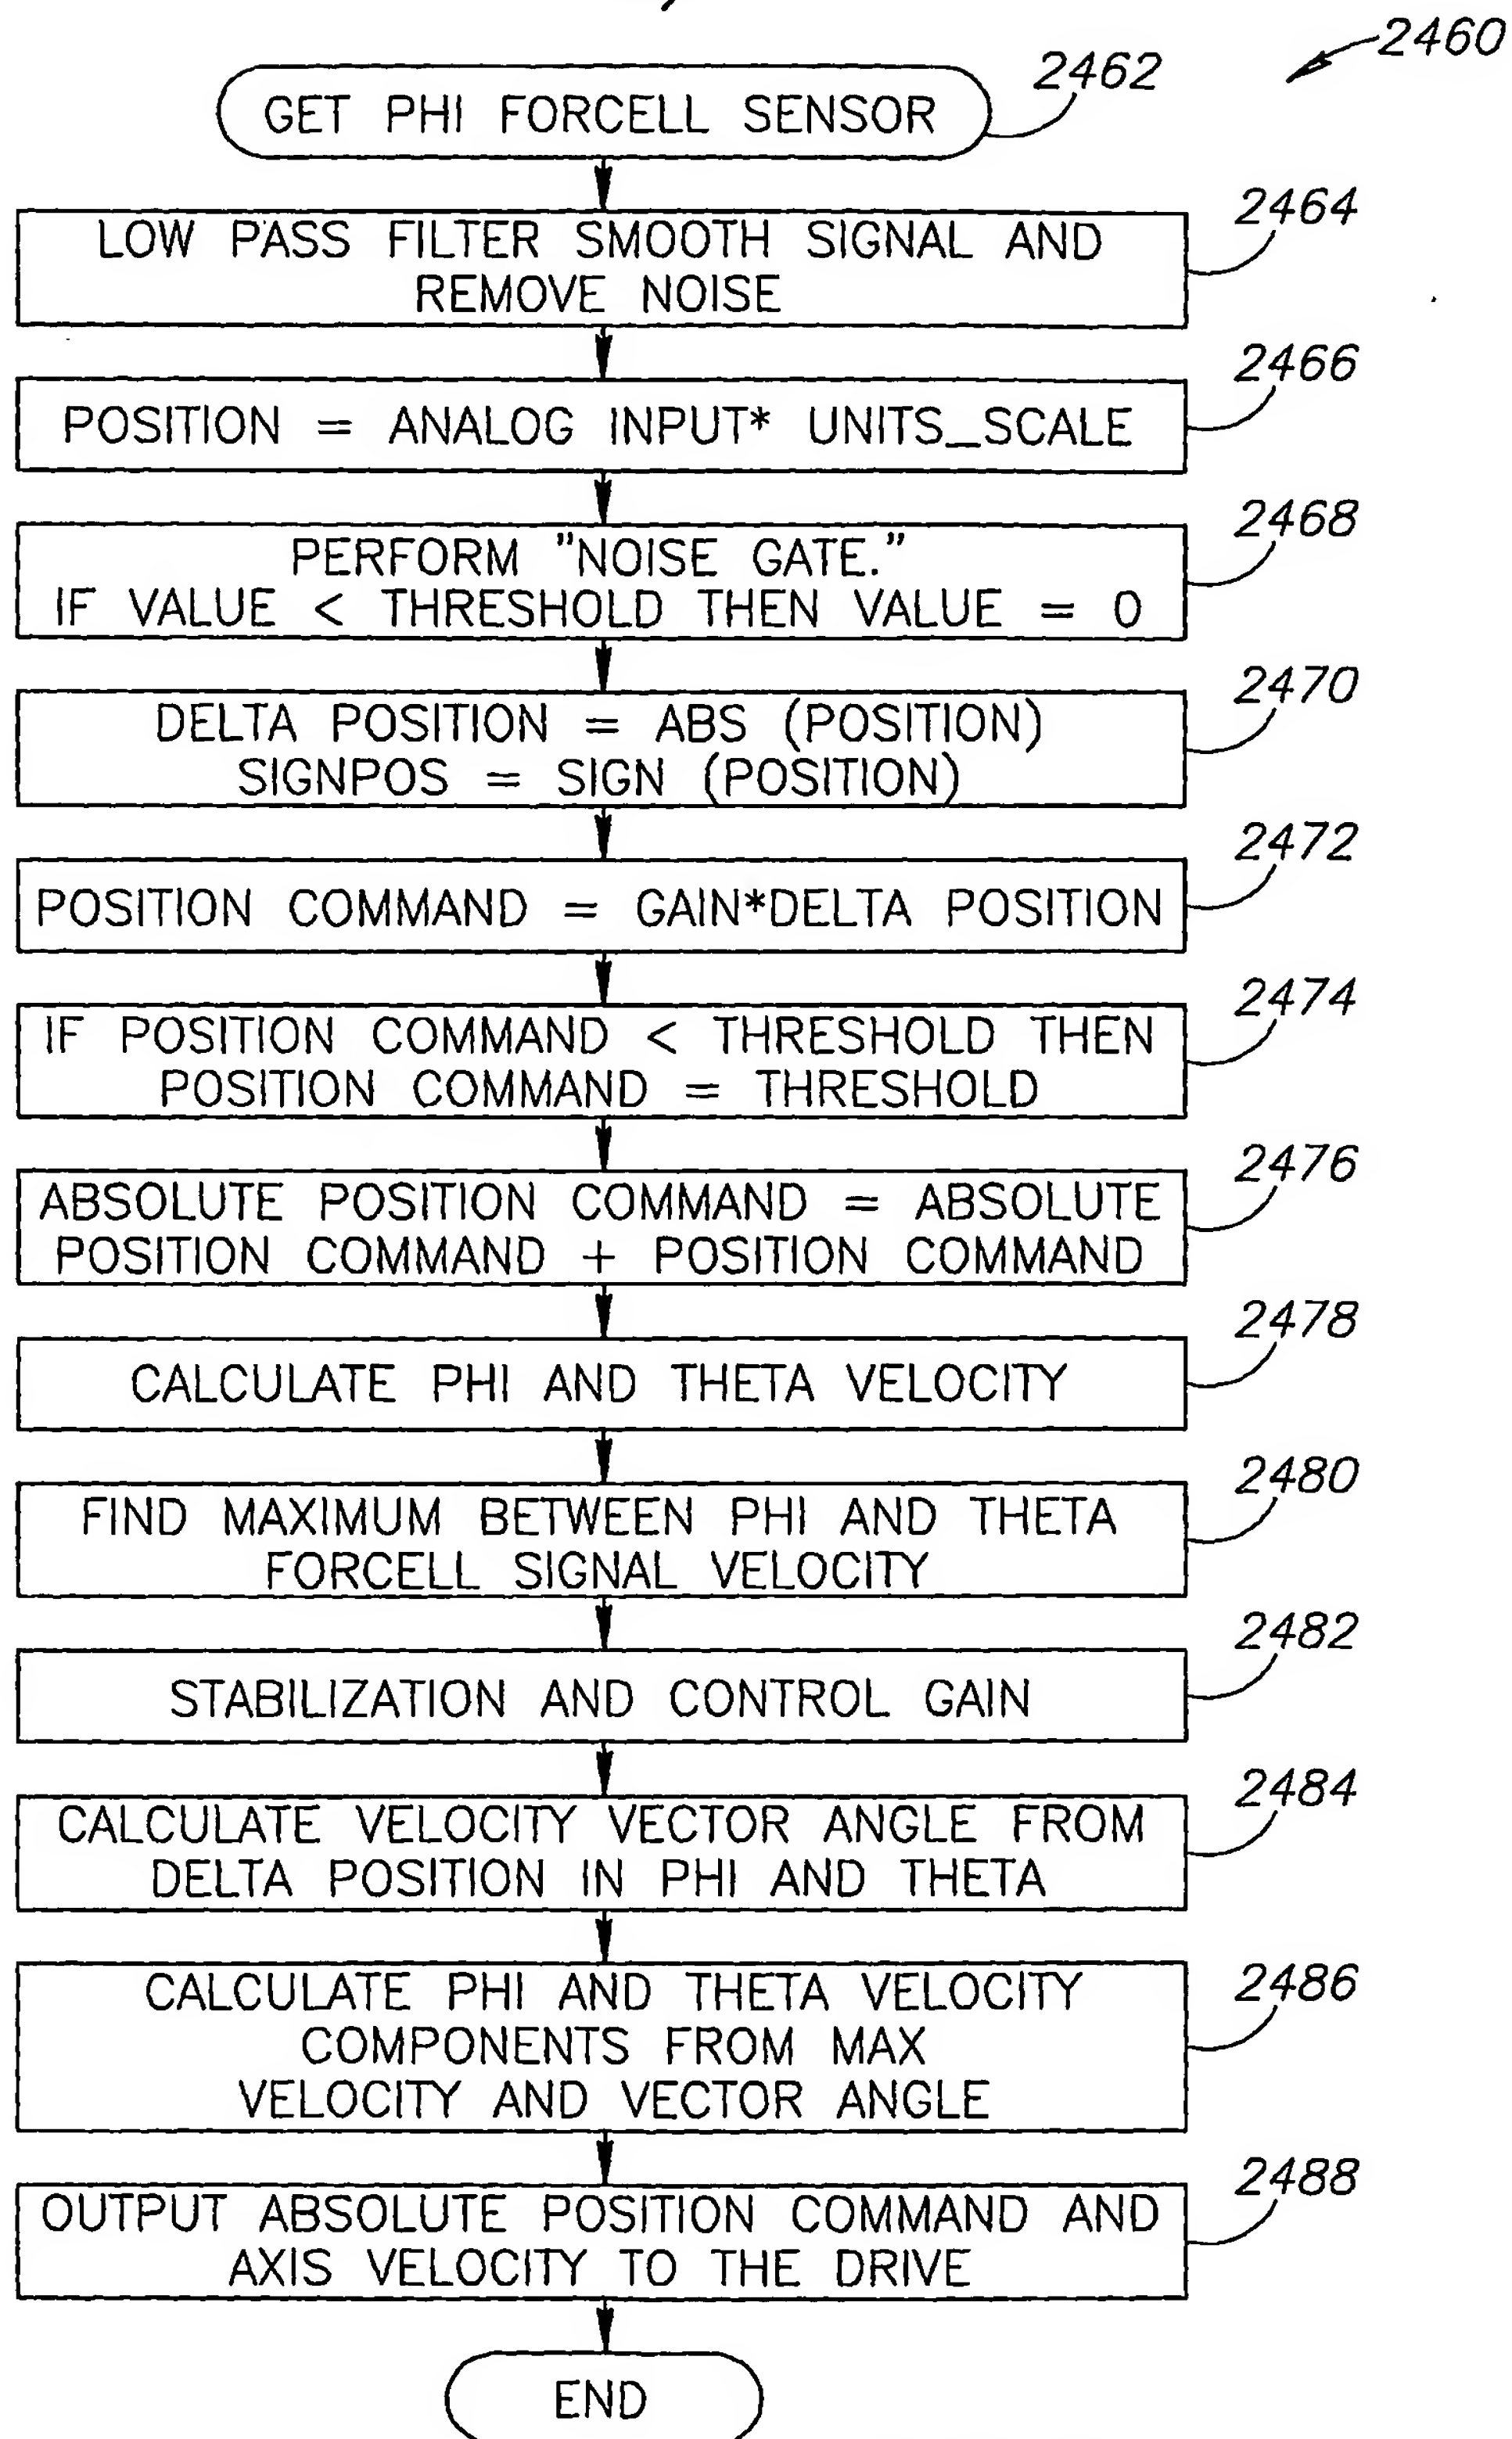 2460
GET PHI FORCELL SENSOR
2462
LOW PASS FILTER SMOOTH SIGNAL AND
REMOVE NOISE
2464
POSITION = ANALOG INPUT* UNITS_SCALE
2466
PERFORM "NOISE GATE."
IF VALUE < THRESHOLD THEN VALUE = 0
2468
DELTA POSITION = ABS (POSITION)
SIGNPOS = SIGN (POSITION)
2470
POSITION COMMAND = GAIN*DELTA POSITION
2472
IF POSITION COMMAND < THRESHOLD THEN
POSITION COMMAND = THRESHOLD
2474
ABSOLUTE POSITION COMMAND = ABSOLUTE
POSITION COMMAND + POSITION COMMAND
2476
CALCULATE PHI AND THETA VELOCITY
2478
FIND MAXIMUM BETWEEN PHI AND THETA
FORCELL SIGNAL VELOCITY
2480
STABILIZATION AND CONTROL GAIN
2482
CALCULATE VELOCITY VECTOR ANGLE FROM
DELTA POSITION IN PHI AND THETA
2484
CALCULATE PHI AND THETA VELOCITY
COMPONENTS FROM MAX
VELOCITY AND VECTOR ANGLE
2486
OUTPUT ABSOLUTE POSITION COMMAND AND
AXIS VELOCITY TO THE DRIVE
2488
END